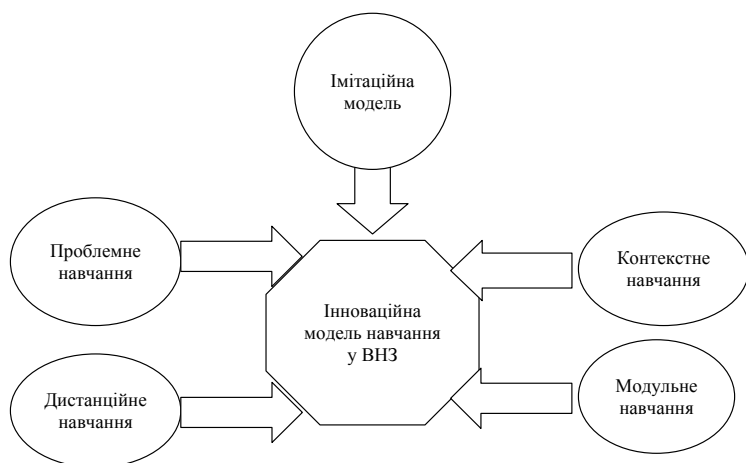 Імітаційна
модель
Проблемне
навчання
Контекстне
навчання
Інноваційна
модель навчання
у ВНЗ
Дистанційне
навчання
Модульне
навчання